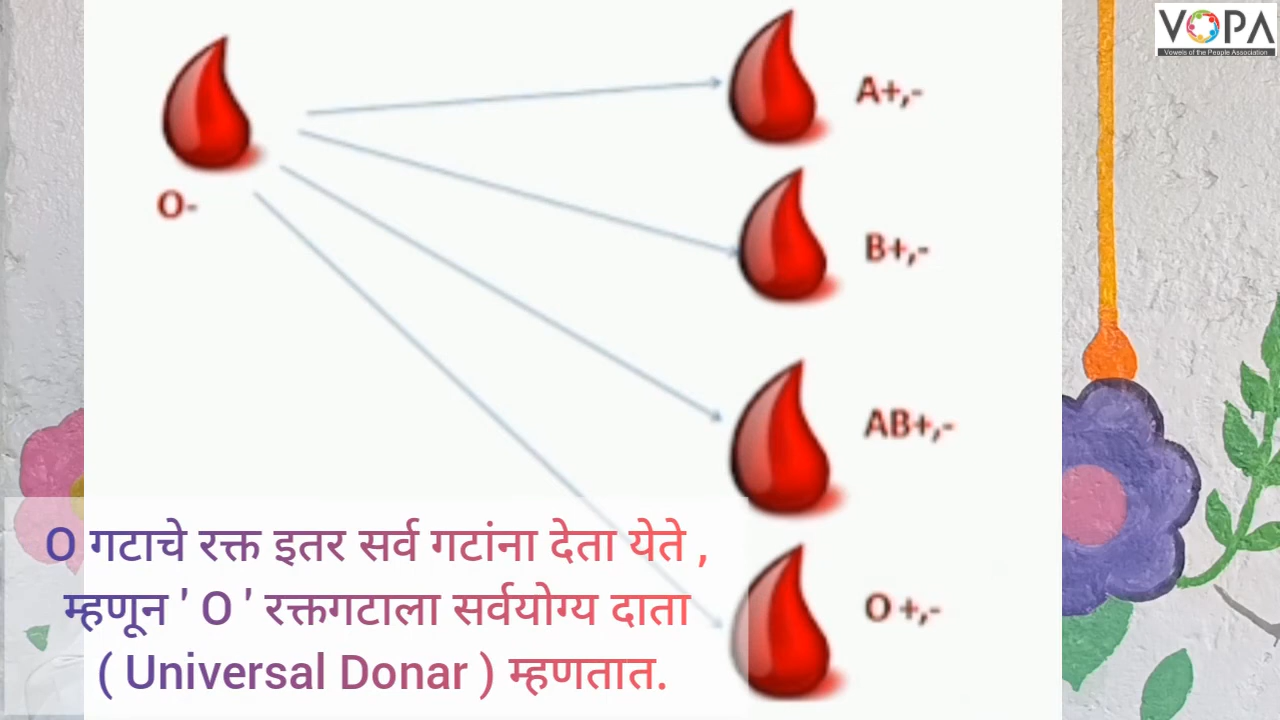 VOPA
Vowels of the People Association
A+,-
O-
B+,-
AB+,-
O +,-
O गटाचे रक्त इतर सर्व गटांना देता येते ,
म्हणून ' O ' रक्तगटाला सर्वयोग्य दाता
( Universal Donar ) म्हणतात.